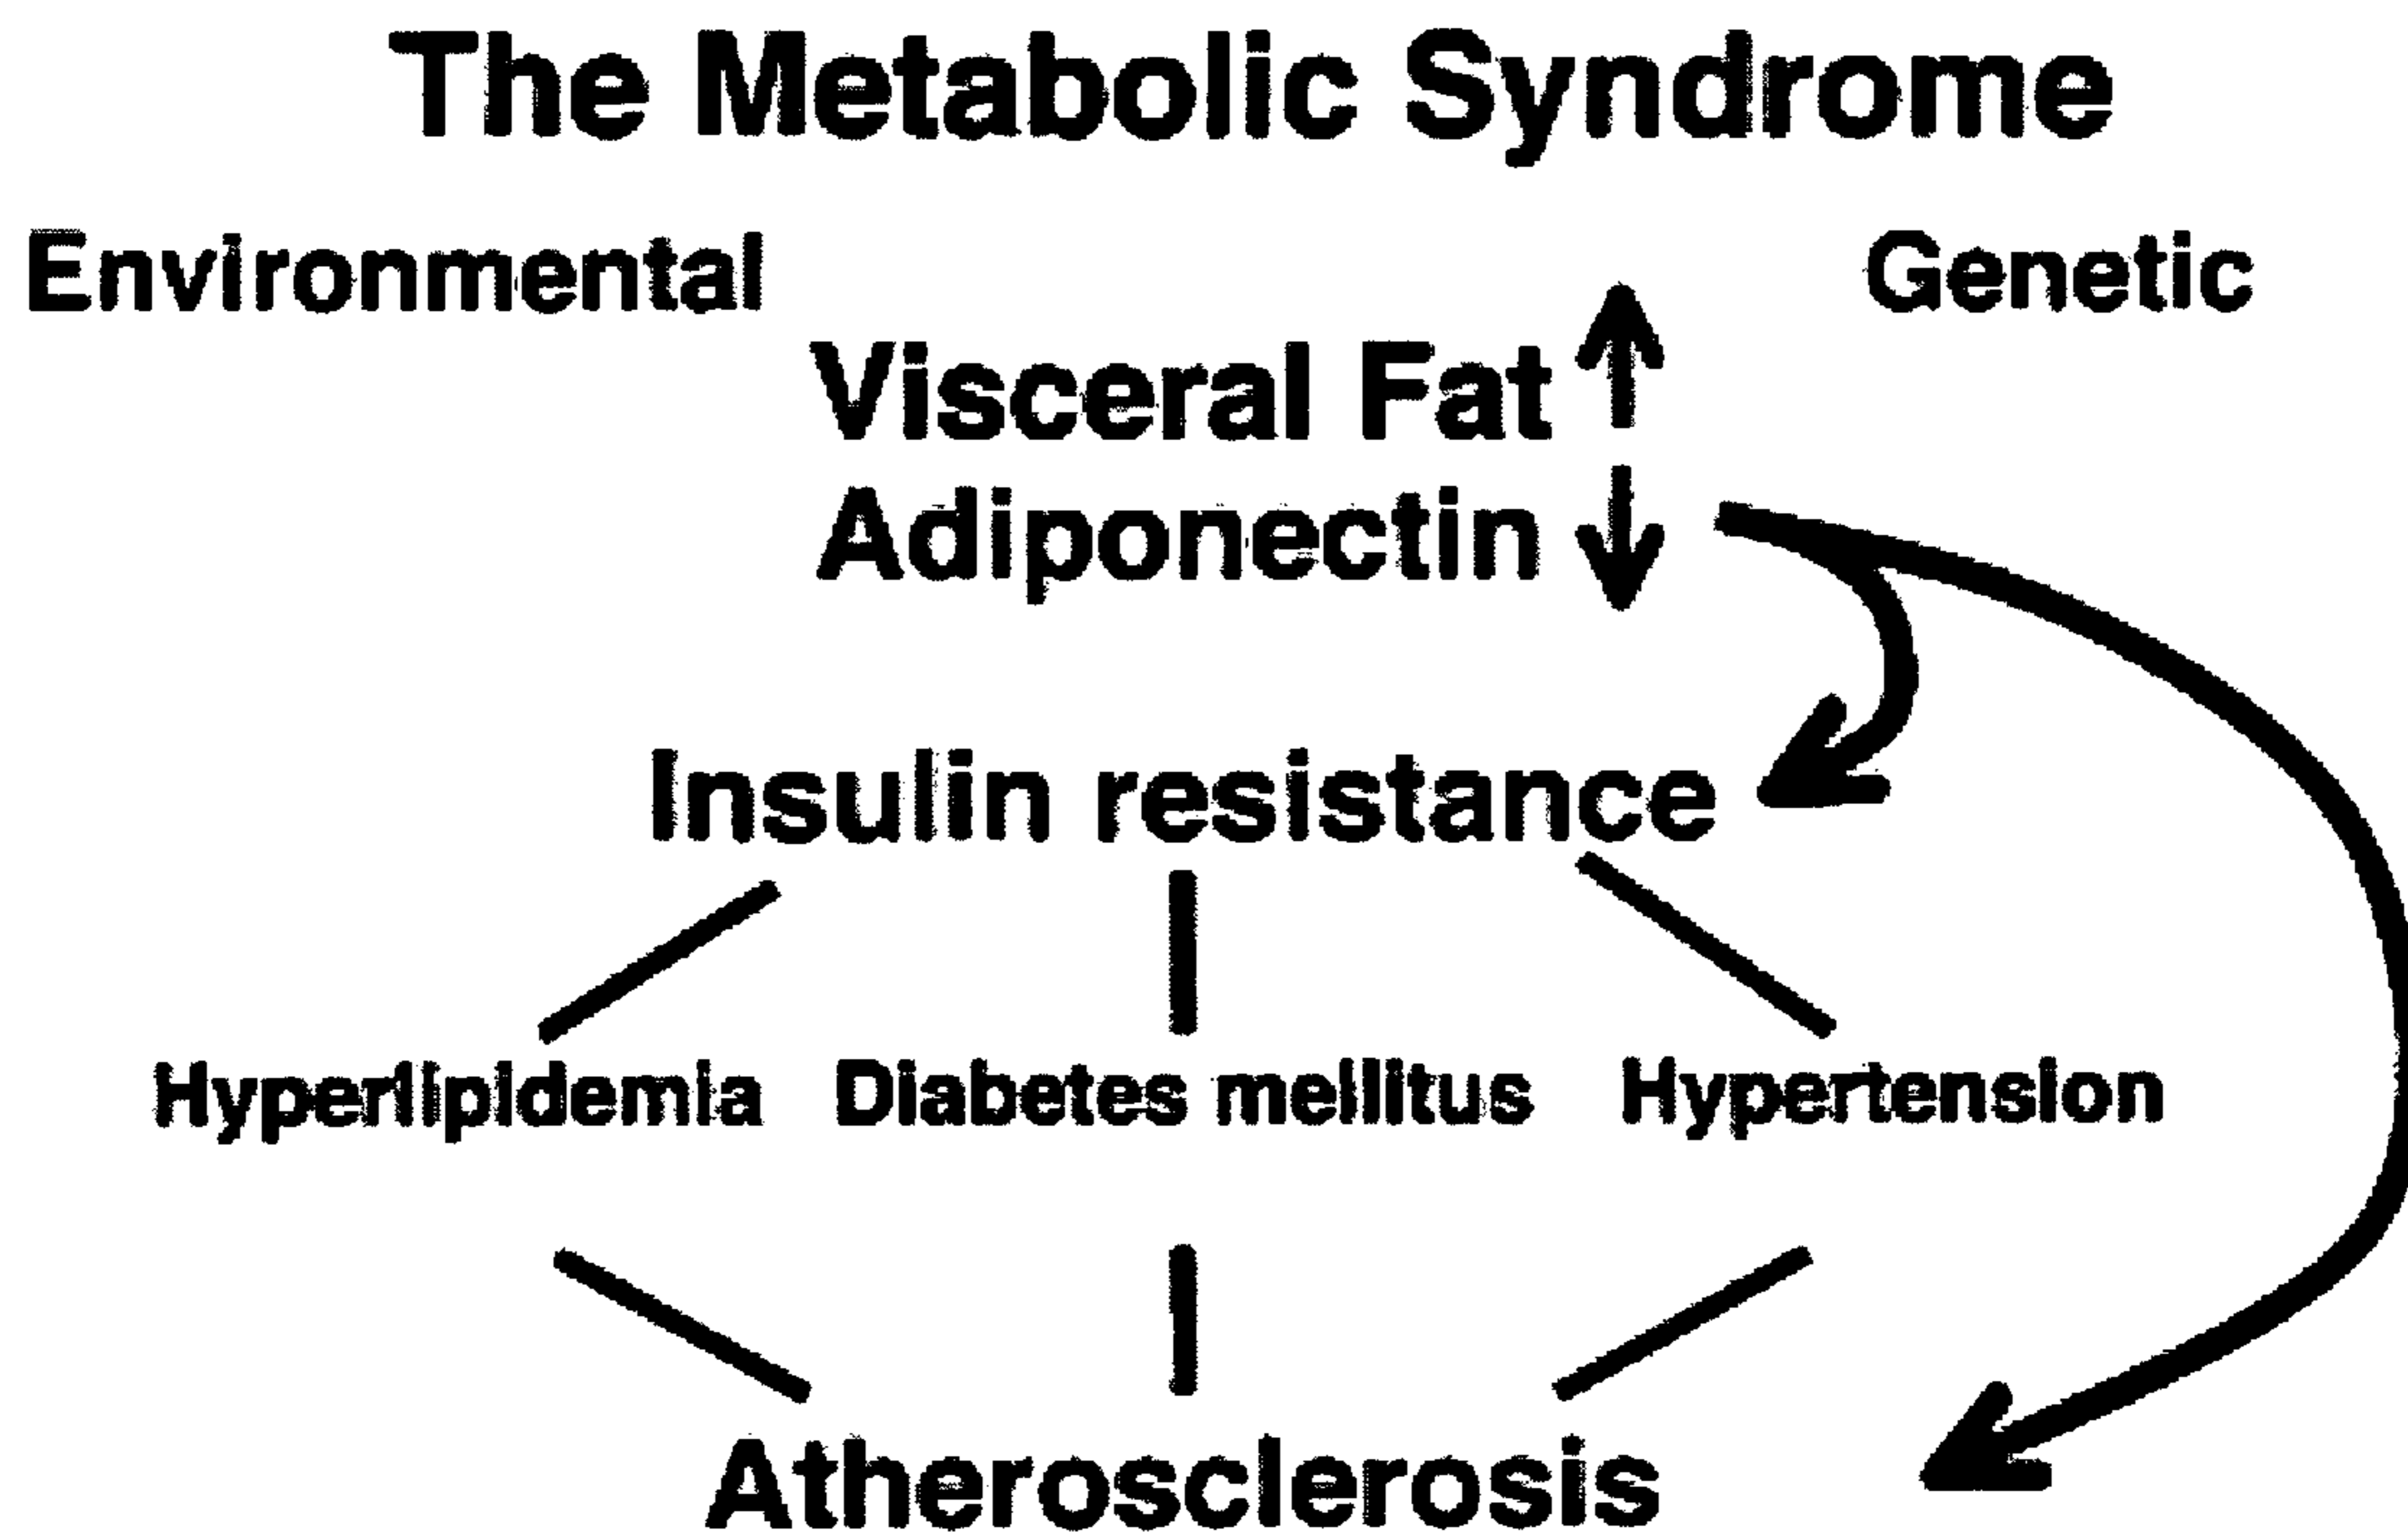 The Metabolic Syndrome
Environmental Genetic
Visceral Fat
Adiponectin
Insulin resistance
Hyperlipidemia Diabetes mellitus Hypertension
Atherosclerosis